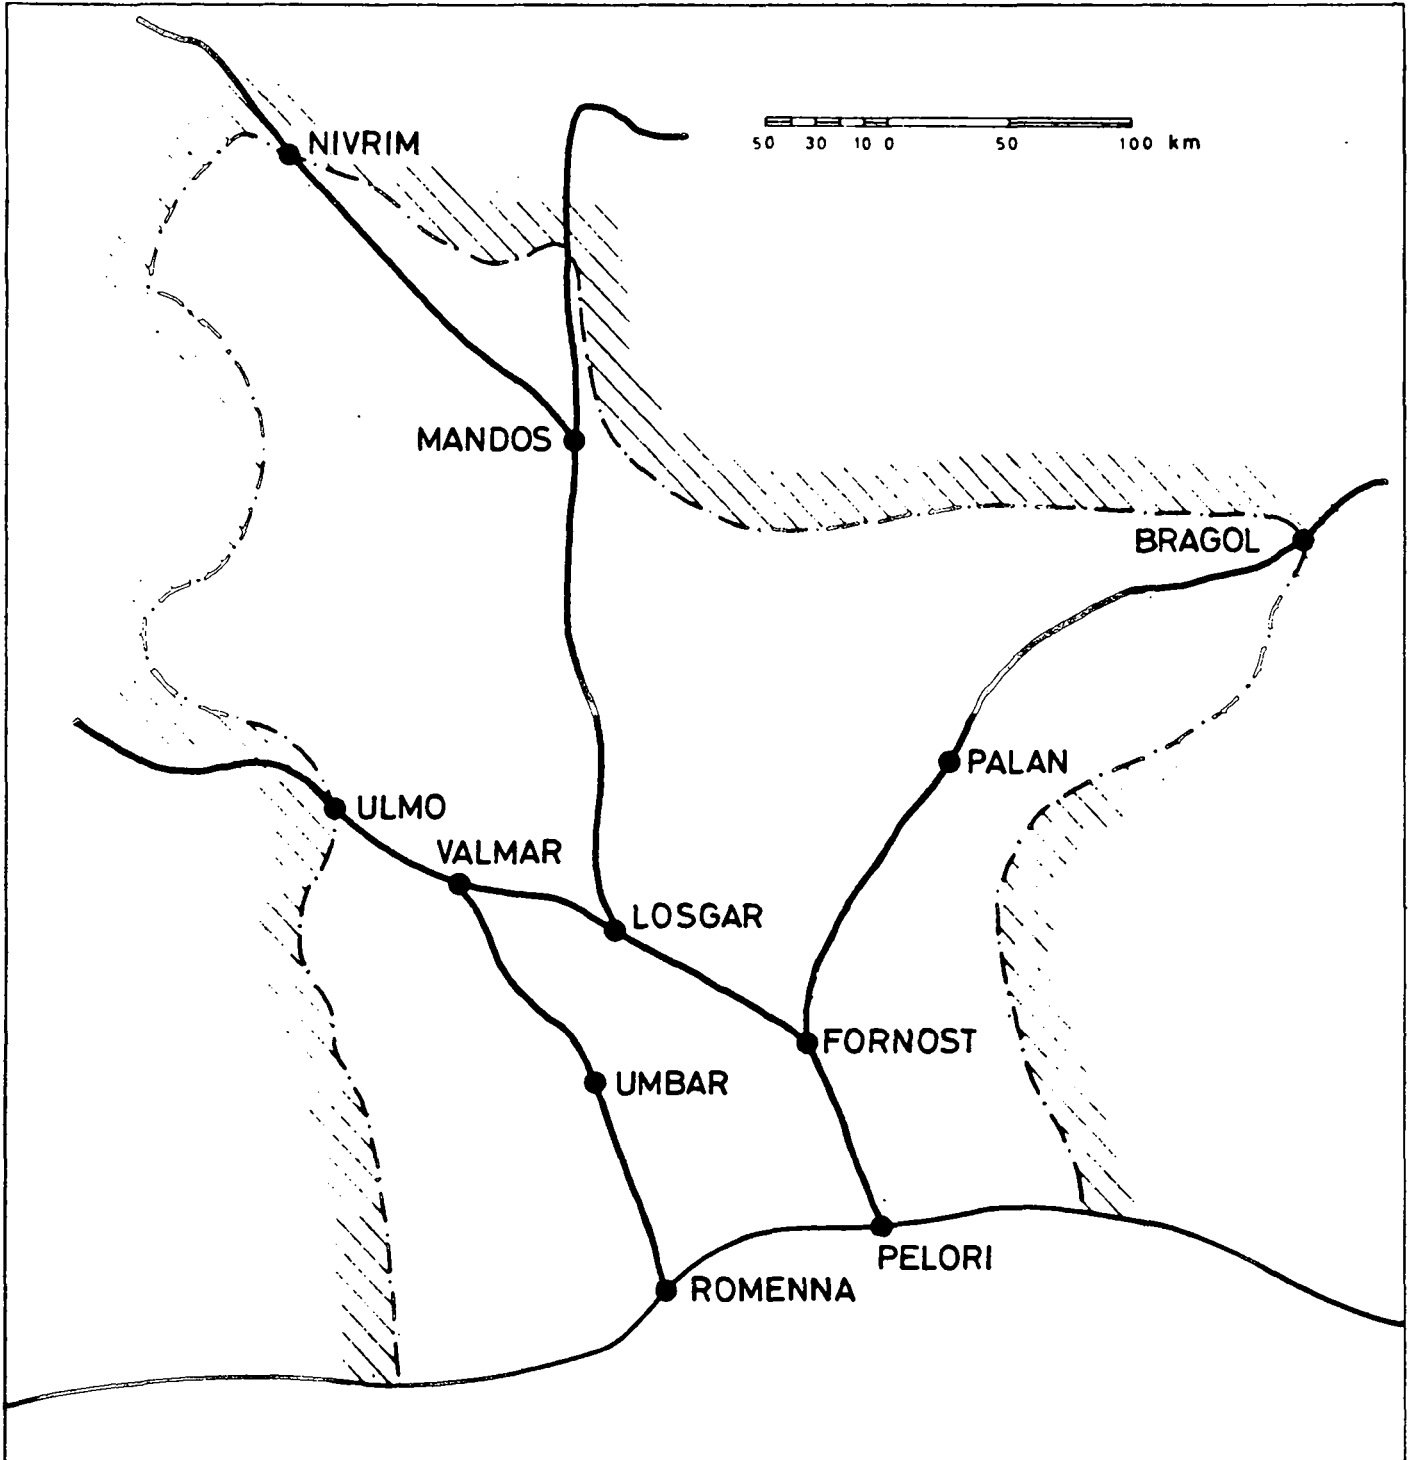 NIVRIM
50 30 10 0 50 100 km
MANDOS
BRAGOL
PALAN
ULMO
VALMAR
LOSGAR
FORNOST
UMBAR
PELORI
ROMENNA